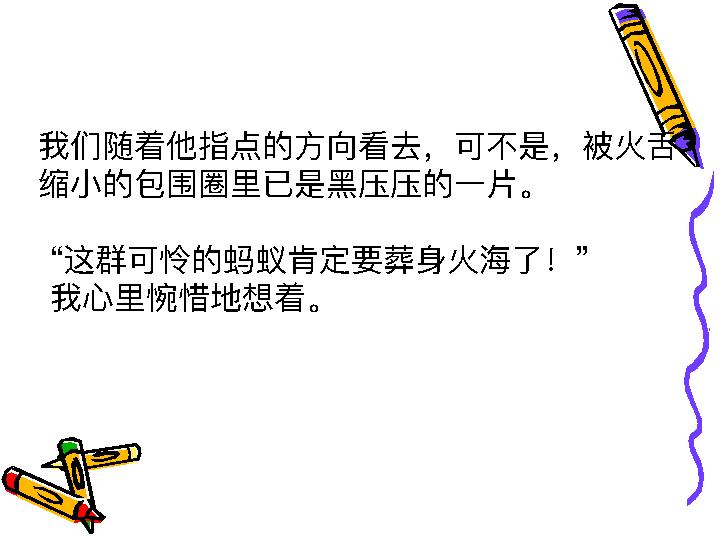 我们随着他指点的方向看去，可不是，被火舌
缩小的包围圈里已是黑压压的一片。
“这群可怜的蚂蚁肯定要葬身火海了！”
我心里惋惜地想着。